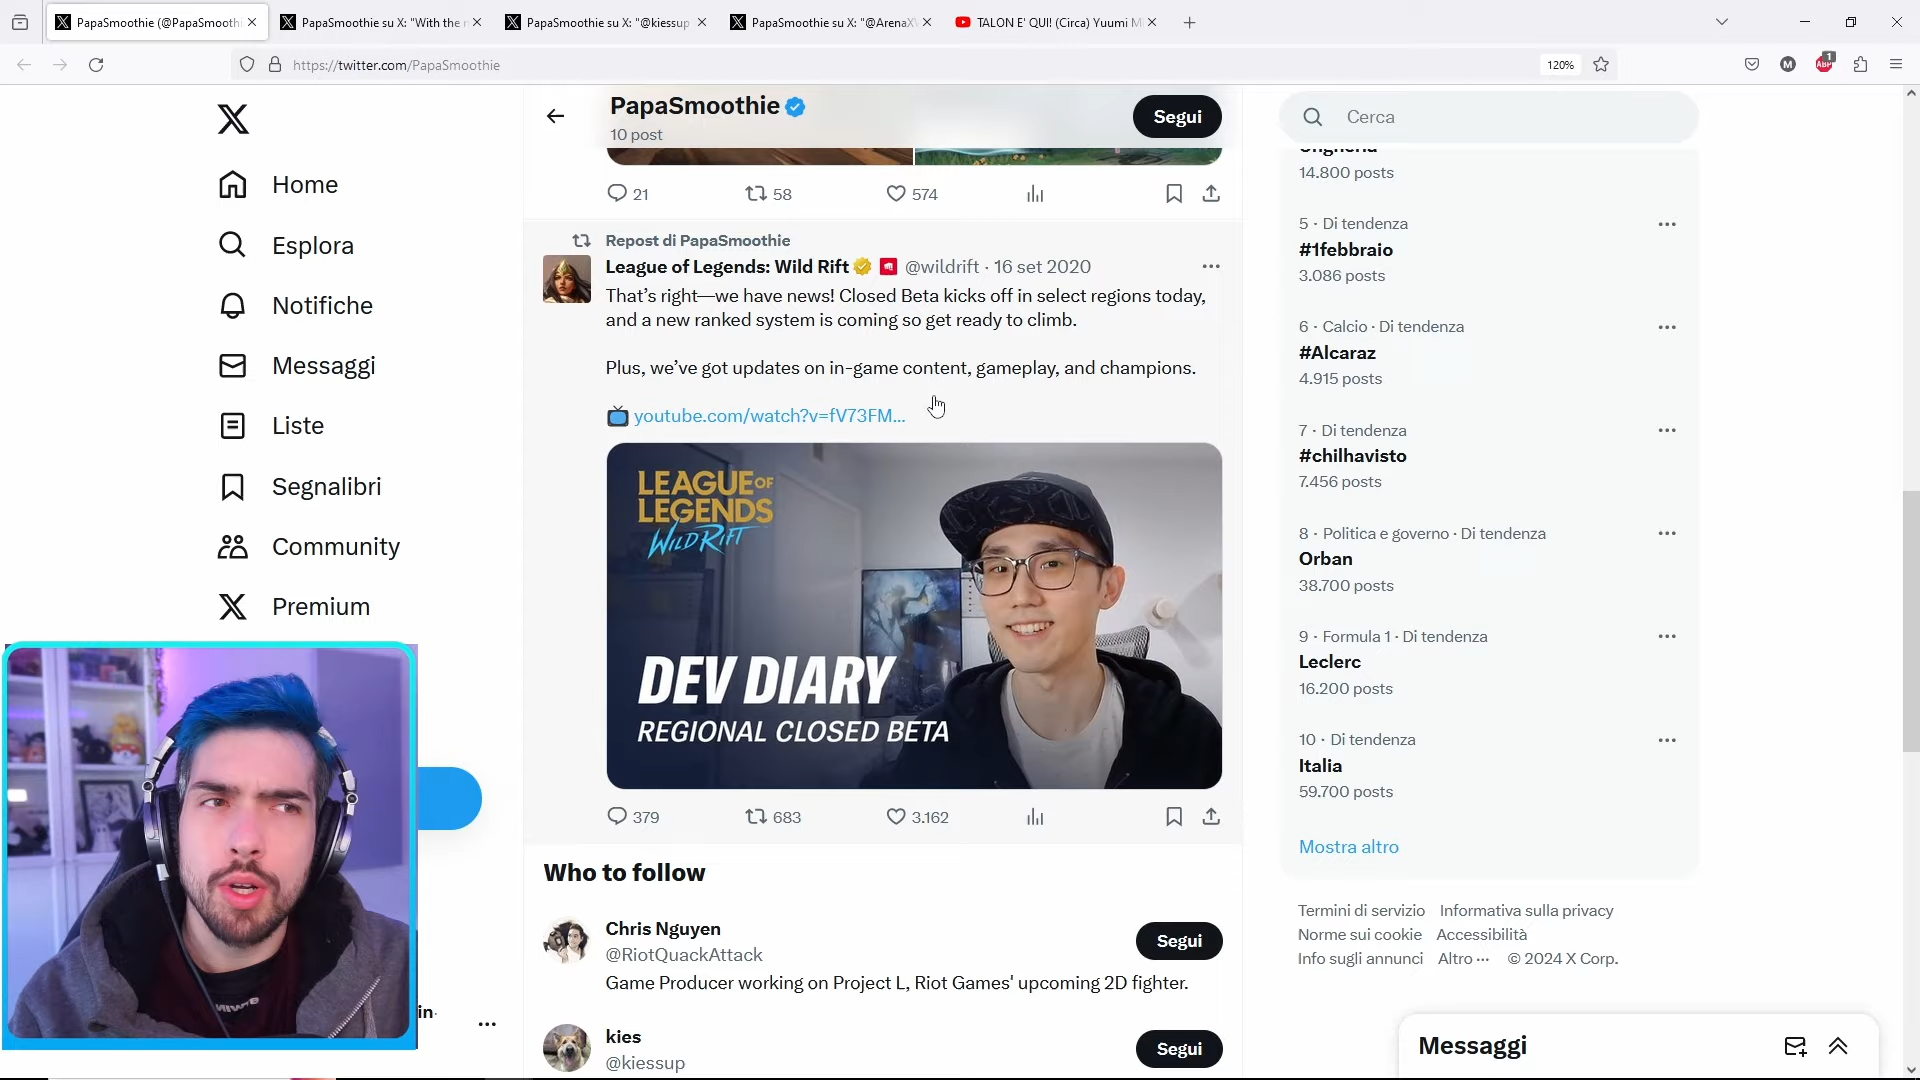 PapaSmoothie (@PapaSmooth
PapaSmoothie su X: "With the
PapaSmoothie su X: "@kiessup
PapaSmoothie su X: "@ArenaXV
TALON E' QUI! (Circa) Yuumi M
https://twitter.com/PapaSmoothie
120%
M
ABP
1
Home
Esplora
Notifiche
Messaggi
Liste
Segnalibri
Community
Premium
in
PapaSmoothie
10 post
Segui
21
58
574
Repost di PapaSmoothie
League of Legends: Wild Rift @wildrift · 16 set 2020
That's right—we have news! Closed Beta kicks off in select regions today,
and a new ranked system is coming so get ready to climb.
Plus, we've got updates on in-game content, gameplay, and champions.
youtube.com/watch?v=fV73FM...
LEAGUE OF
LEGENDS
WILD RIFT
DEV DIARY
REGIONAL CLOSED BETA
379
683
3.162
Who to follow
Chris Nguyen
@RiotQuackAttack
Segui
Game Producer working on Project L, Riot Games' upcoming 2D fighter.
kies
@kiessup
Segui
Cerca
Ungheria
14.800 posts
5 · Di tendenza
#1febbraio
3.086 posts
6 · Calcio · Di tendenza
#Alcaraz
4.915 posts
7 · Di tendenza
#chilhavisto
7.456 posts
8 · Politica e governo · Di tendenza
Orban
38.700 posts
9 · Formula 1 · Di tendenza
Leclerc
16.200 posts
10 · Di tendenza
Italia
59.700 posts
Mostra altro
Termini di servizio Informativa sulla privacy
Norme sui cookie Accessibilità
Info sugli annunci Altro ··· © 2024 X Corp.
Messaggi